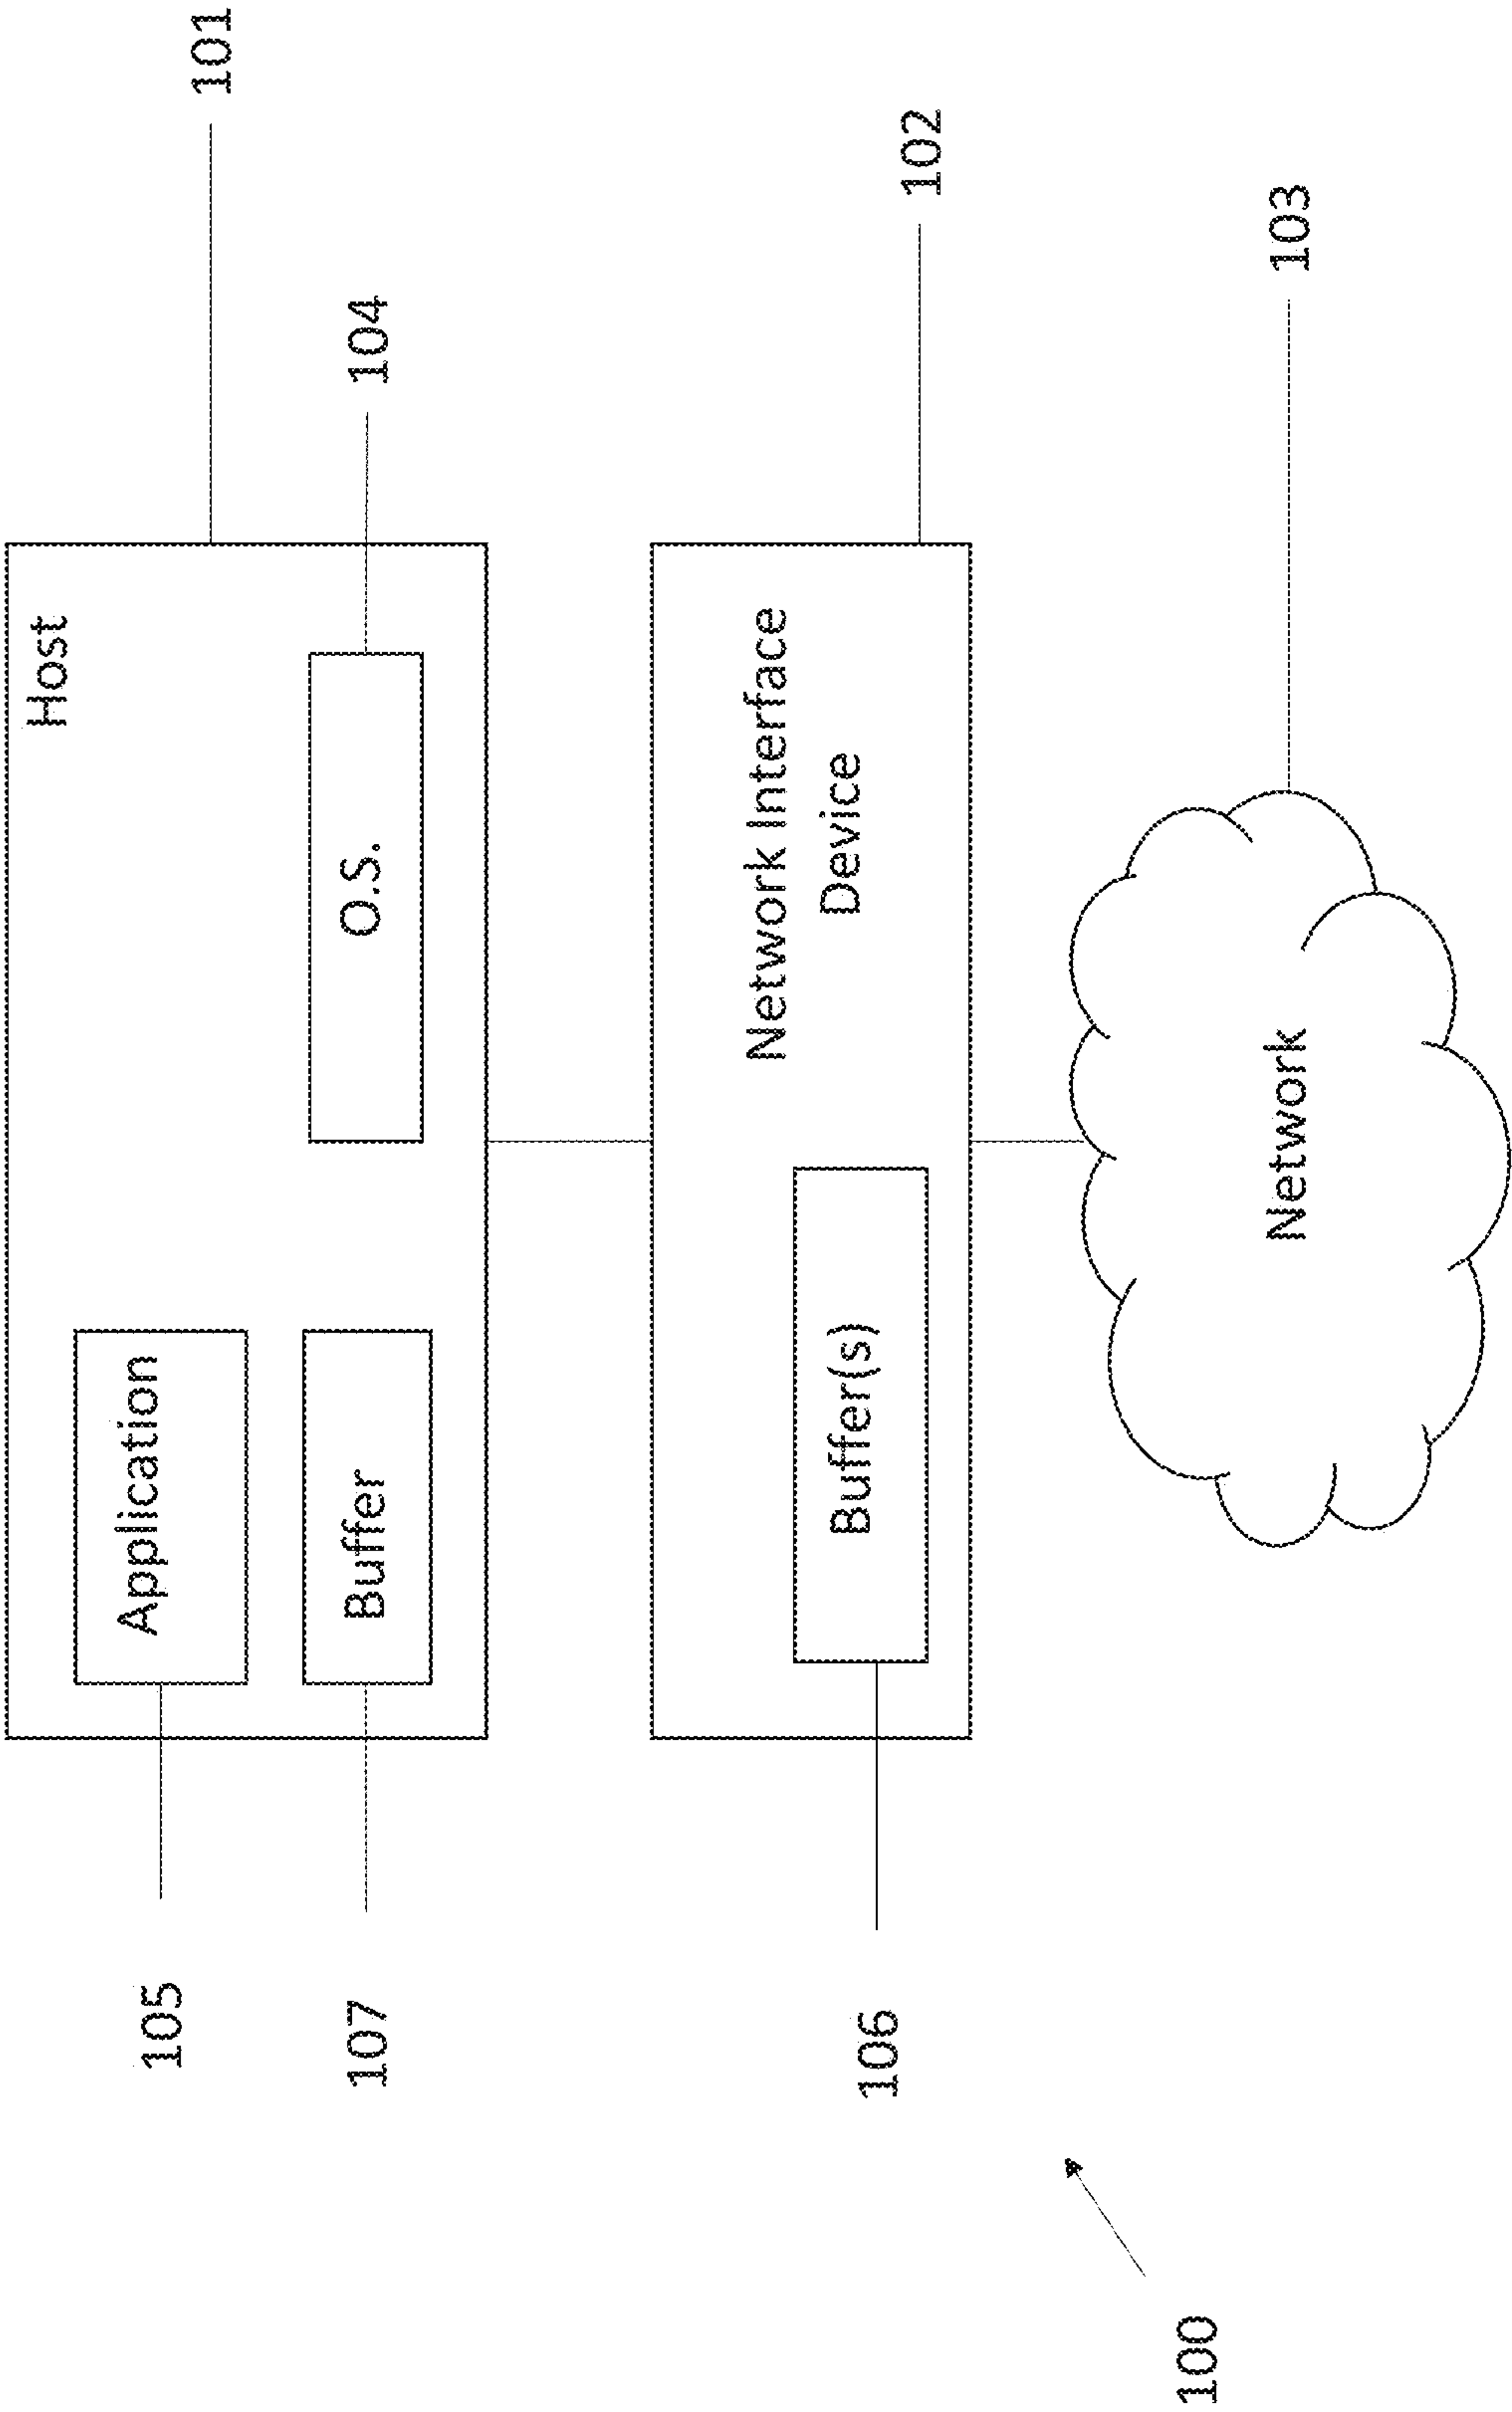 Host
101
Application
105
O.S.
104
Buffer
107
Network Interface
Device
102
Buffer(s)
106
Network
103
100